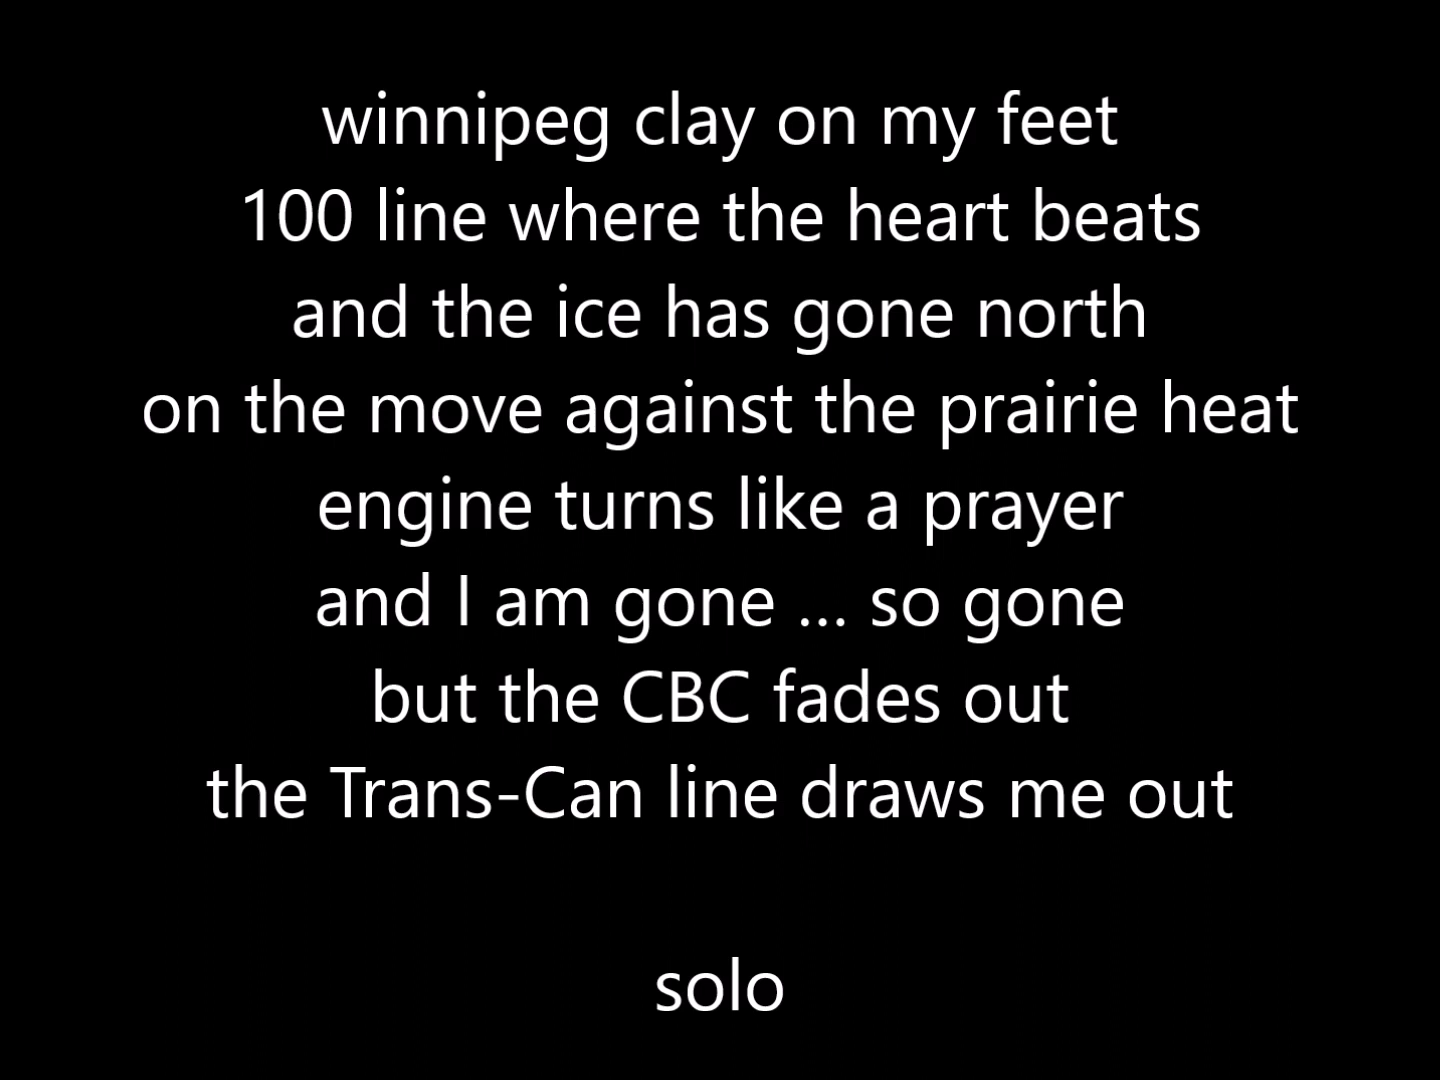 winnipeg clay on my feet
100 line where the heart beats
and the ice has gone north
on the move against the prairie heat
engine turns like a prayer
and I am gone ... so gone
but the CBC fades out
the Trans-Can line draws me out
solo